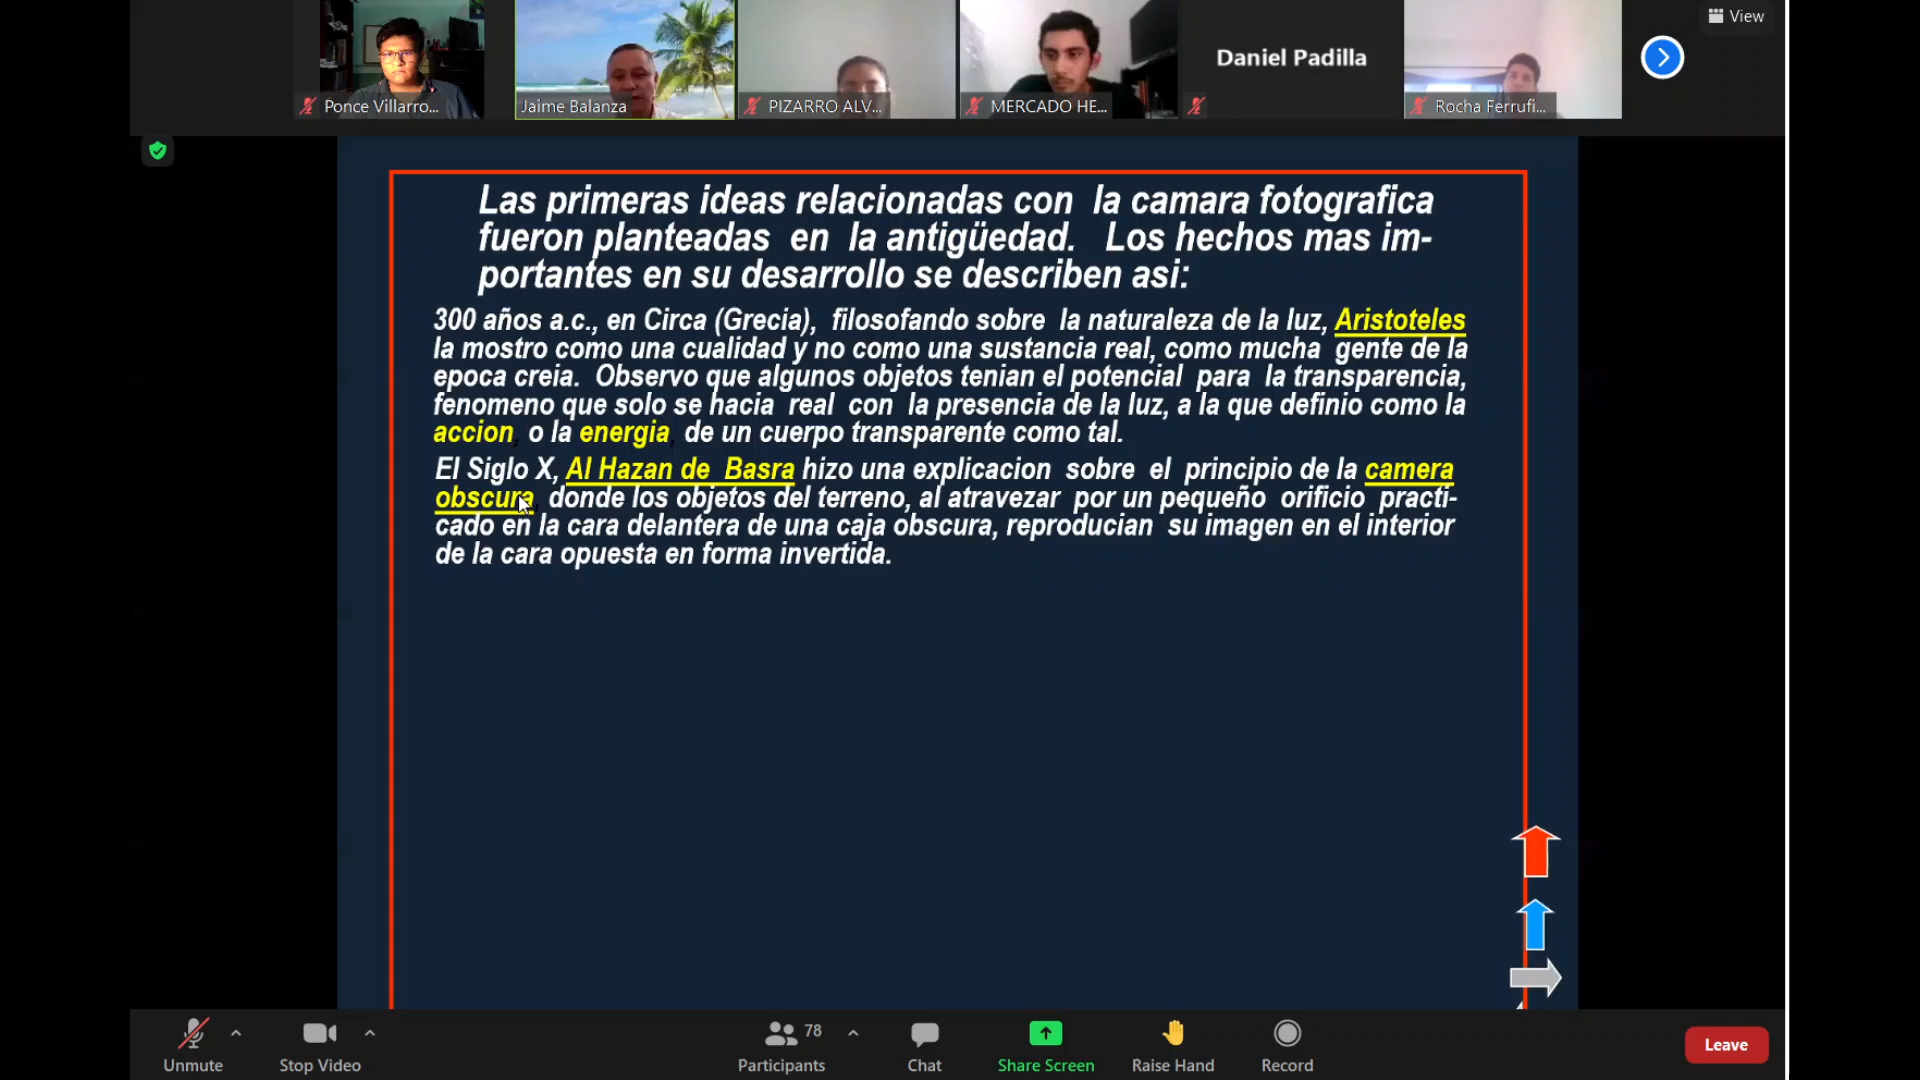 View
Ponce Villarro...
Jaime Balanza
PIZARRO ALV...
MERCADO HE...
Daniel Padilla
Rocha Ferrufi...
Las primeras ideas relacionadas con la camara fotografica
fueron planteadas en la antigüedad. Los hechos mas im-
portantes en su desarrollo se describen asi:
300 años a.c., en Circa (Grecia), filosofando sobre la naturaleza de la luz, Aristoteles
la mostro como una cualidad y no como una sustancia real, como mucha gente de la
epoca creia. Observo que algunos objetos tenian el potencial para la transparencia,
fenomeno que solo se hacia real con la presencia de la luz, a la que definio como la
accion, o la energia, de un cuerpo transparente como tal.
El Siglo X, Al Hazan de Basra hizo una explicacion sobre el principio de la camera
obscura, donde los objetos del terreno, al atravezar por un pequeño orificio practi-
cado en la cara delantera de una caja obscura, reproducian su imagen en el interior
de la cara opuesta en forma invertida.
Unmute
Stop Video
Participants
78
Chat
Share Screen
Raise Hand
Record
Leave